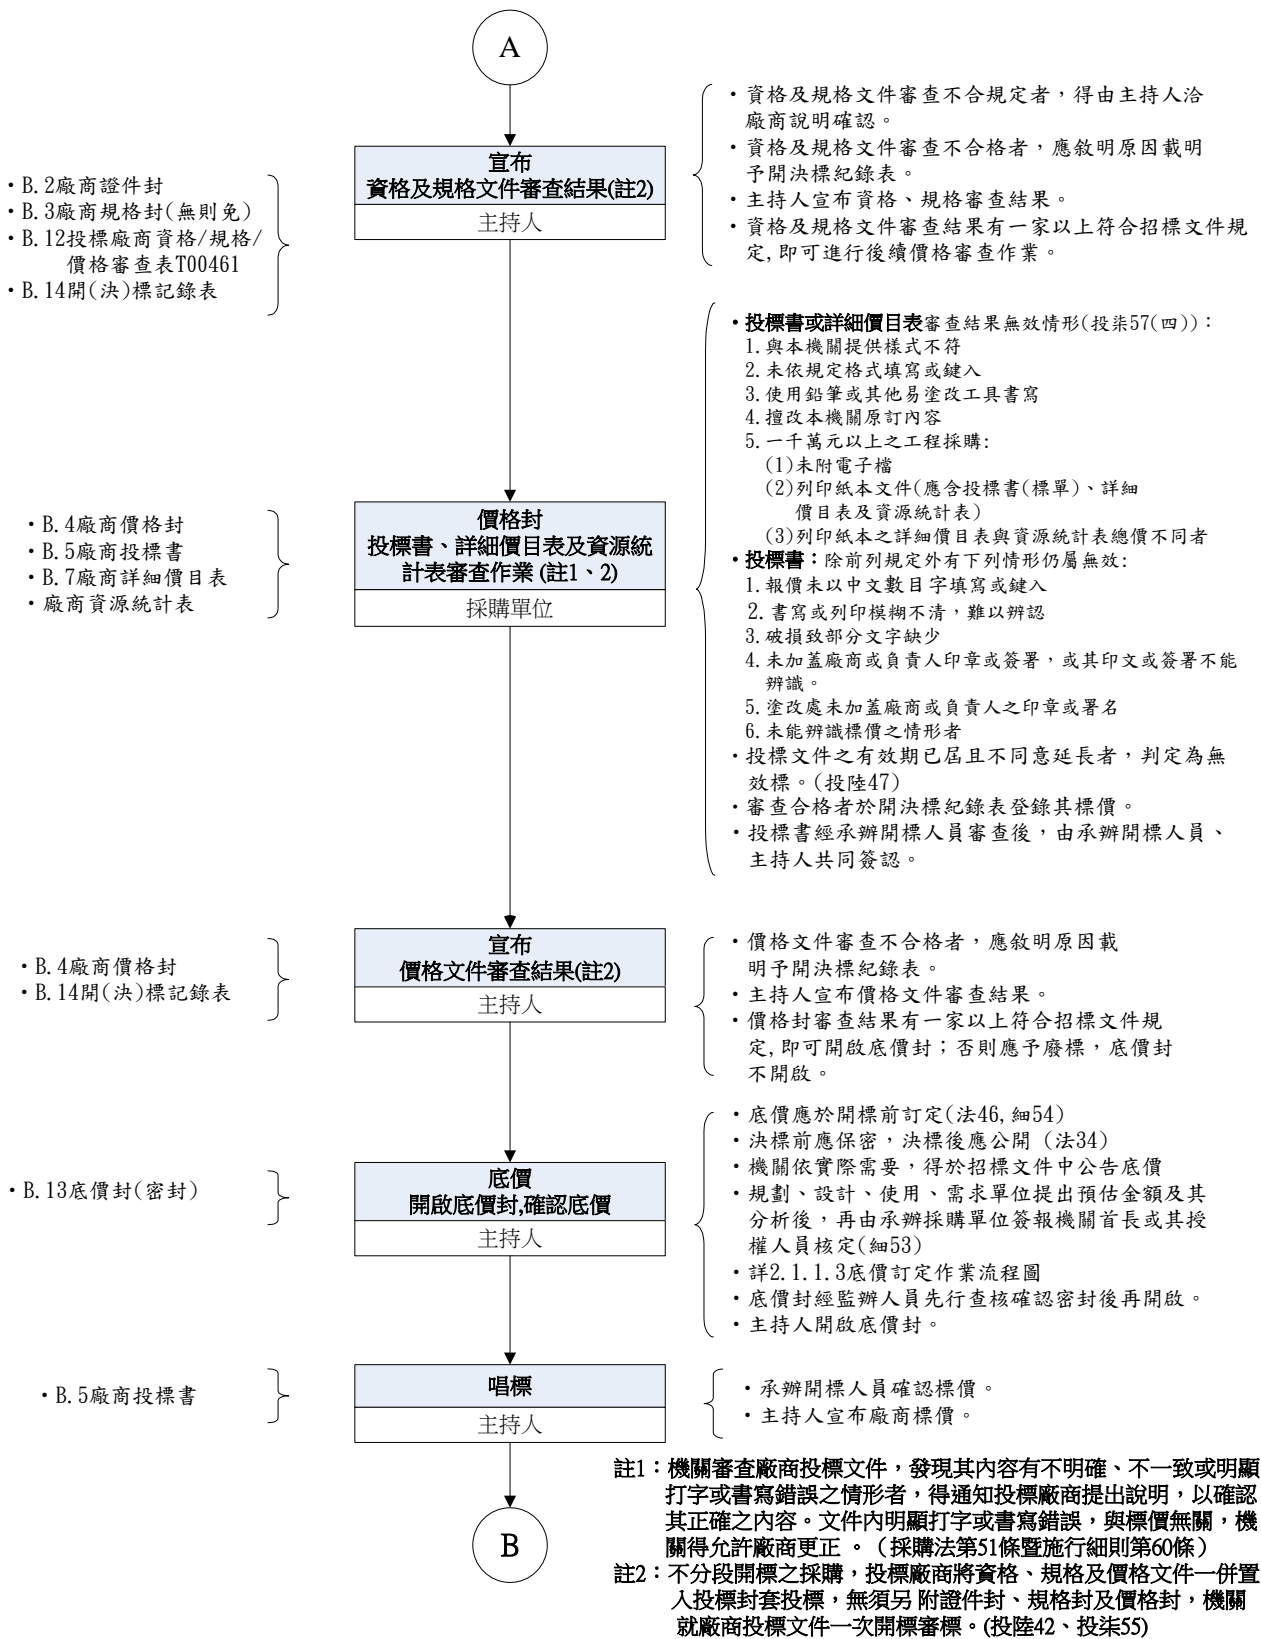 A
宣布
資格及規格文件審查結果(註2)
主持人
・B.2廠商證件封
・B.3廠商規格封(無則免)
・B.12投標廠商資格/規格/
價格審查表T00461
・B.14開(決)標記錄表
・資格及規格文件審查不合規定者，得由主持人洽
廠商說明確認。
・資格及規格文件審查不合格者，應敘明原因載明
予開決標紀錄表。
・主持人宣布資格、規格審查結果。
・資格及規格文件審查結果有一家以上符合招標文件規
定,即可進行後續價格審查作業。
價格封
投標書、詳細價目表及資源統
計表審查作業 (註1、2)
採購單位
・B.4廠商價格封
・B.5廠商投標書
・B.7廠商詳細價目表
・廠商資源統計表
・投標書或詳細價目表審查結果無效情形(投柒57(四))：
1.與本機關提供樣式不符
2.未依規定格式填寫或鍵入
3.使用鉛筆或其他易塗改工具書寫
4.擅改本機關原訂內容
5.一千萬元以上之工程採購:
(1)未附電子檔
(2)列印紙本文件(應含投標書(標單)、詳細
價目表及資源統計表)
(3)列印紙本之詳細價目表與資源統計表總價不同者
・投標書：除前列規定外有下列情形仍屬無效:
1.報價未以中文數目字填寫或鍵入
2.書寫或列印模糊不清，難以辨認
3.破損致部分文字缺少
4.未加蓋廠商或負責人印章或簽署，或其印文或簽署不能
辨識。
5.塗改處未加蓋廠商或負責人之印章或署名
6.未能辨識標價之情形者
・投標文件之有效期已屆且不同意延長者，判定為無
效標。(投陸47)
・審查合格者於開決標紀錄表登錄其標價。
・投標書經承辦開標人員審查後，由承辦開標人員、
主持人共同簽認。
宣布
價格文件審查結果(註2)
主持人
・B.4廠商價格封
・B.14開(決)標記錄表
・價格文件審查不合格者，應敘明原因載
明予開決標紀錄表。
・主持人宣布價格文件審查結果。
・價格封審查結果有一家以上符合招標文件規
定,即可開啟底價封；否則應予廢標，底價封
不開啟。
底價
開啟底價封,確認底價
主持人
・B.13底價封(密封)
・底價應於開標前訂定(法46,細54)
・決標前應保密，決標後應公開 (法34)
・機關依實際需要，得於招標文件中公告底價
・規劃、設計、使用、需求單位提出預估金額及其
分析後，再由承辦採購單位簽報機關首長或其授
權人員核定(細53)
・詳2.1.1.3底價訂定作業流程圖
・底價封經監辦人員先行查核確認密封後再開啟。
・主持人開啟底價封。
唱標
主持人
・B.5廠商投標書
・承辦開標人員確認標價。
・主持人宣布廠商標價。
B
註1：機關審查廠商投標文件，發現其內容有不明確、不一致或明顯
打字或書寫錯誤之情形者，得通知投標廠商提出說明，以確認
其正確之內容。文件內明顯打字或書寫錯誤，與標價無關，機
關得允許廠商更正 。（採購法第51條暨施行細則第60條）
註2：不分段開標之採購，投標廠商將資格、規格及價格文件一併置
入投標封套投標，無須另 附證件封、規格封及價格封，機關
就廠商投標文件一次開標審標。(投陸42、投柒55)